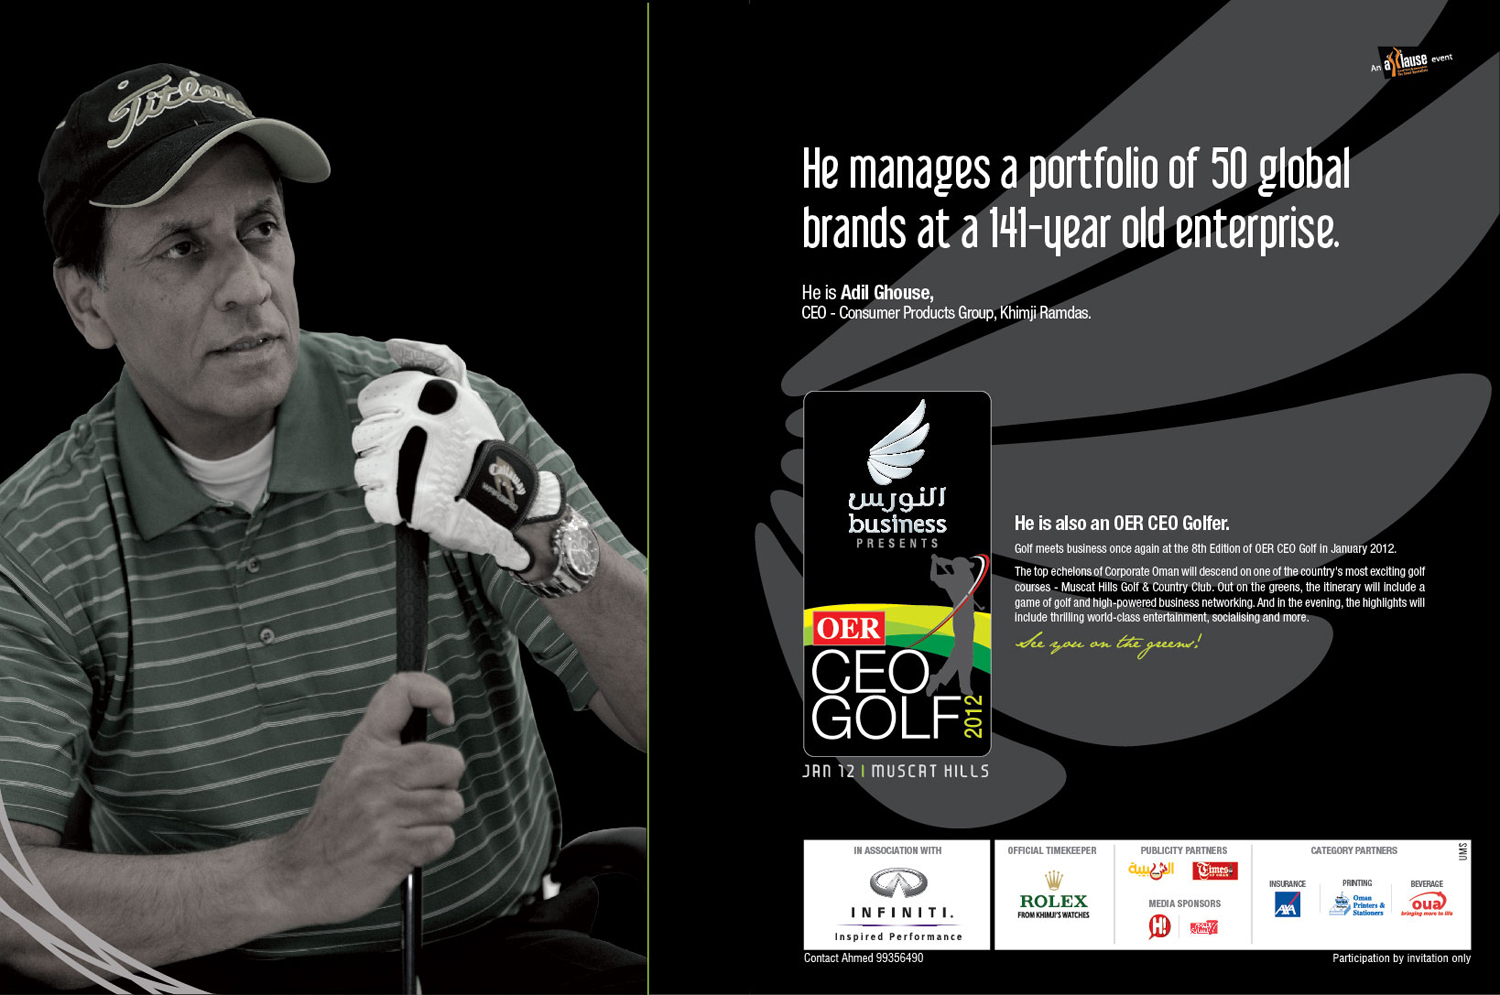 Titleist
An aPlause event
He manages a portfolio of 50 global
brands at a 141-year old enterprise.
He is Adil Ghouse,
CEO - Consumer Products Group, Khimji Ramdas.
النورس
business
PRESENTS
OER
CEO
GOLF 2012
JAN 12 | MUSCAT HILLS
He is also an OER CEO Golfer.
Golf meets business once again at the 8th Edition of OER CEO Golf in January 2012.
The top echelons of Corporate Oman will descend on one of the country's most exciting golf
courses - Muscat Hills Golf & Country Club. Out on the greens, the itinerary will include a
game of golf and high-powered business networking. And in the evening, the highlights will
include thrilling world-class entertainment, socialising and more.
See you on the greens!
IN ASSOCIATION WITH
INFINITI.
Inspired Performance
OFFICIAL TIMEKEEPER
ROLEX
FROM KHIMJI'S WATCHES
PUBLICITY PARTNERS
الشبيبة
Times
MEDIA SPONSORS
H!
CATEGORY PARTNERS
INSURANCE
AXA
PRINTING
Oman
Printers &
Stationers
BEVERAGE
oua
bringing more to life
UMS
Contact Ahmed 99356490
Participation by invitation only